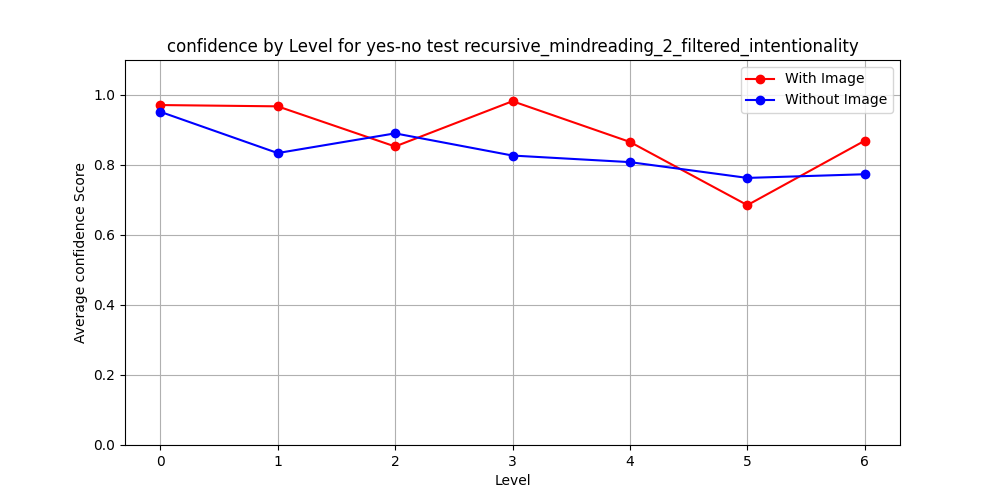 confidence by Level for yes-no test recursive_mindreading_2_filtered_intentionality
With Image
Without Image
Average confidence Score
1.0
0.8
0.6
0.4
0.2
0.0
0 1 2 3 4 5 6
Level